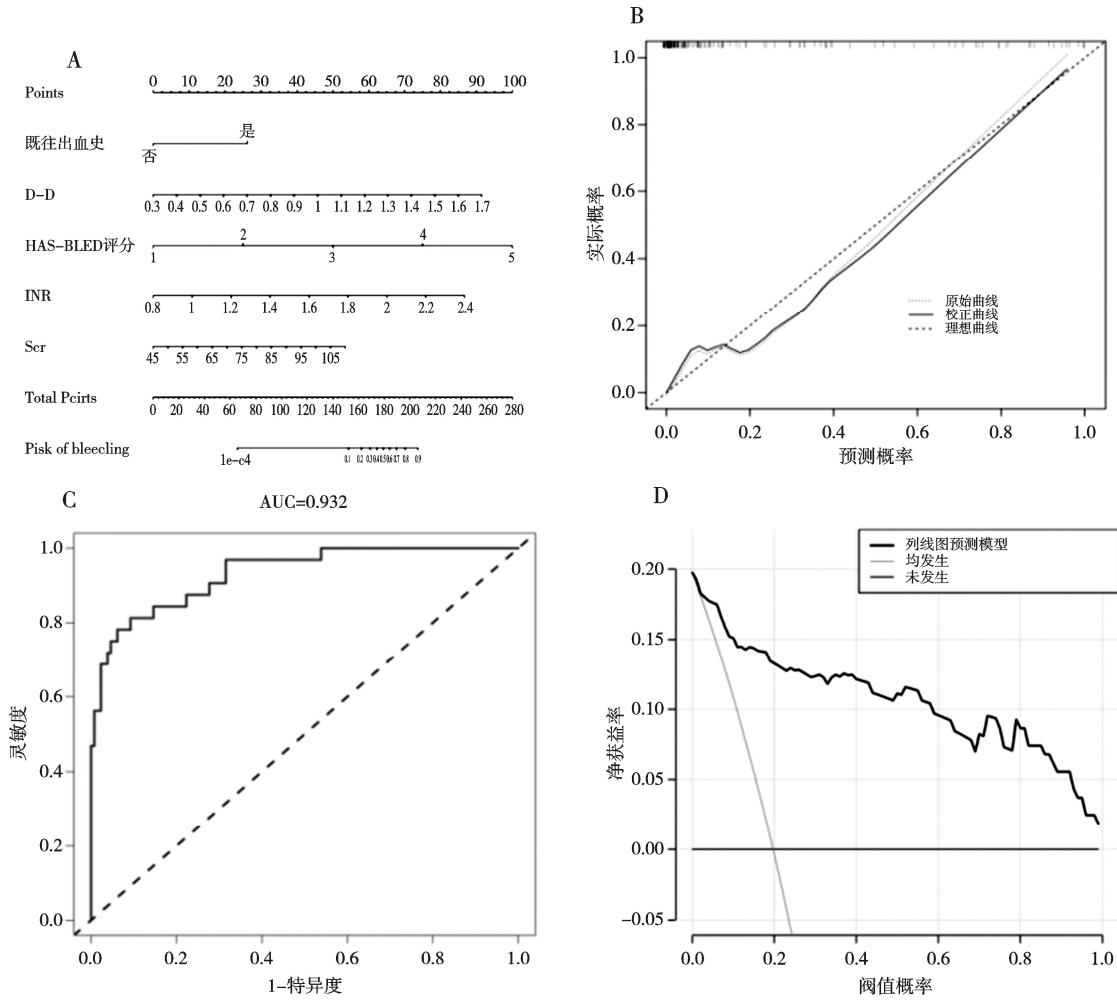 A
0 10 20 30 40 50 60 70 80 90 100
Points
既往出血史
是
否
D-D
0.3 0.4 0.5 0.6 0.7 0.8 0.9 1 1.1 1.2 1.3 1.4 1.5 1.6 1.7
HAS-BLED评分
2 4
1 3 5
INR
0.8 1 1.2 1.4 1.6 1.8 2 2.2 2.4
Scr
45 55 65 75 85 95 105
Total Pcirts
0 20 40 60 80 100 120 140 160 180 200 220 240 260 280
Pisk of bleecling
1e-c4 0.1 0.2 0.3 0.4 0.5 0.6 0.7 0.8 0.9
B
1.0
0.8
0.6
0.4
0.2
0.0
实际概率
原始曲线
校正曲线
理想曲线
0.0 0.2 0.4 0.6 0.8 1.0
预测概率
C
AUC=0.932
1.0
0.8
0.6
0.4
0.2
0.0
灵敏度
0.0 0.2 0.4 0.6 0.8 1.0
1-特异度
D
列线图预测模型
均发生
未发生
0.20
0.15
0.10
0.05
0.00
-0.05
净获益率
0.0 0.2 0.4 0.6 0.8 1.0
阈值概率